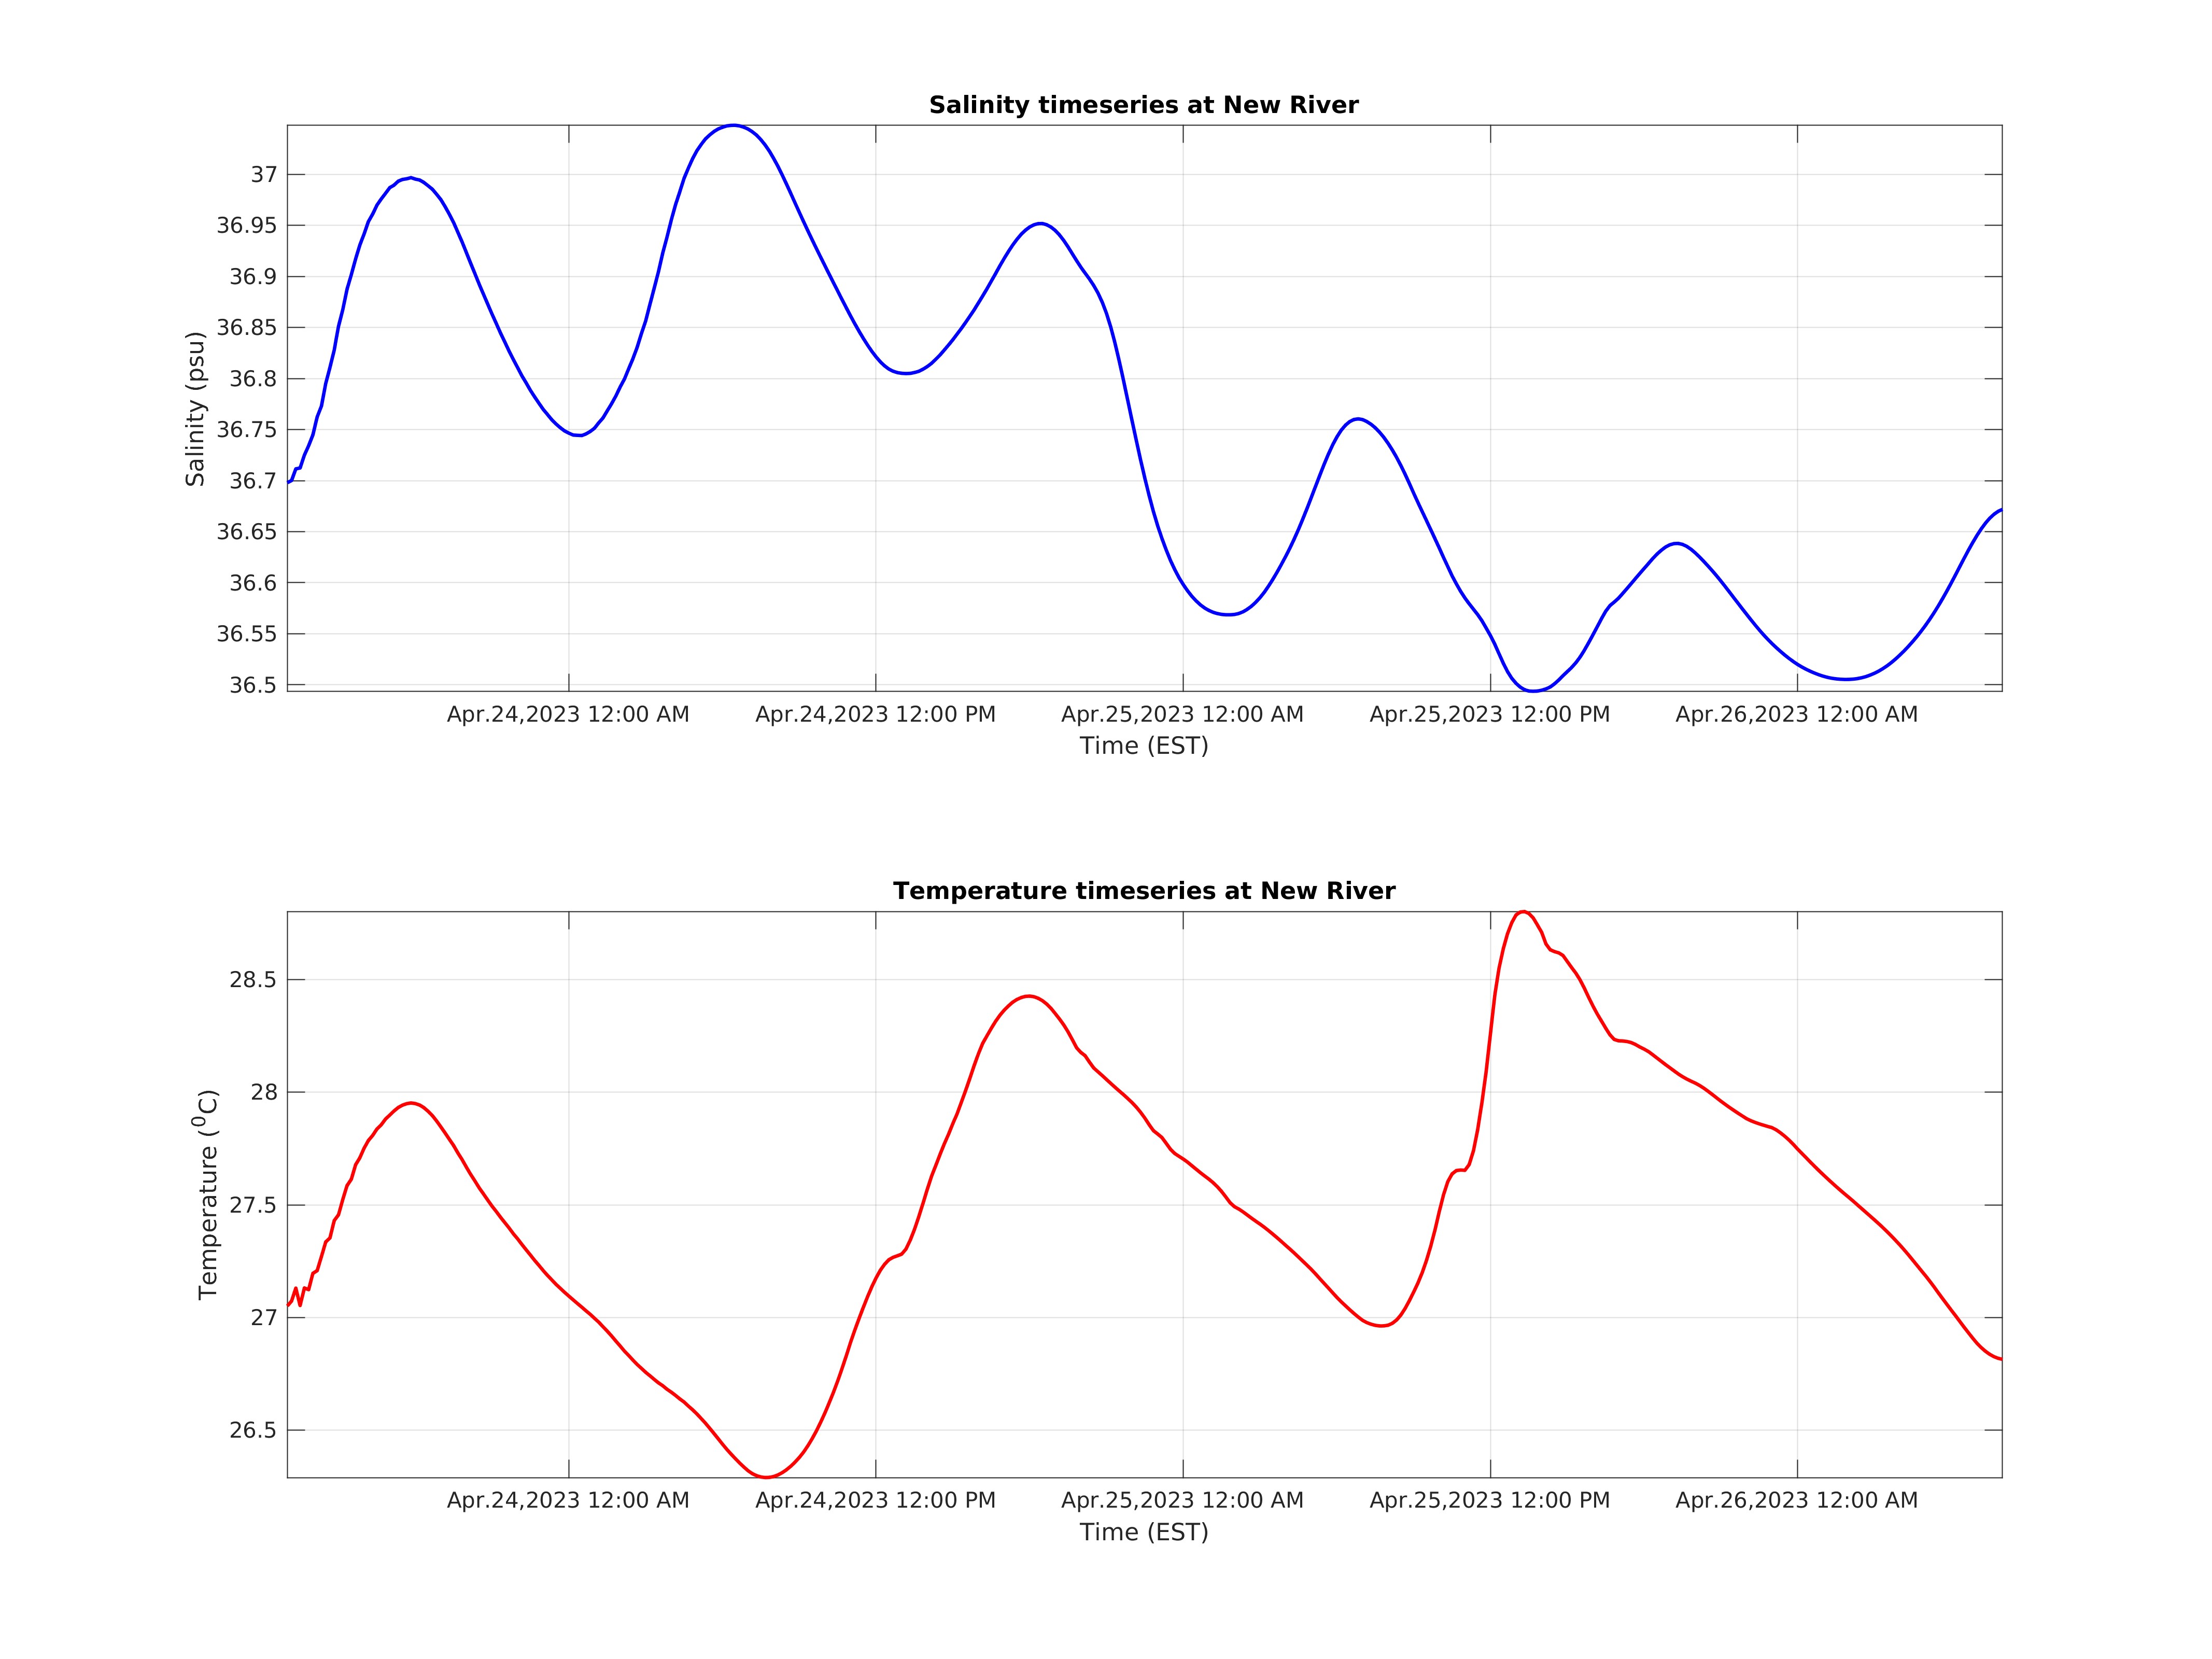 Salinity timeseries at New River
37
36.95
36.9
36.85
36.8
36.75
36.7
36.65
36.6
36.55
36.5
Salinity (psu)
Apr.24,2023 12:00 AM Apr.24,2023 12:00 PM Apr.25,2023 12:00 AM Apr.25,2023 12:00 PM Apr.26,2023 12:00 AM
Time (EST)
Temperature timeseries at New River
28.5
28
27.5
27
26.5
Temperature (⁰C)
Apr.24,2023 12:00 AM Apr.24,2023 12:00 PM Apr.25,2023 12:00 AM Apr.25,2023 12:00 PM Apr.26,2023 12:00 AM
Time (EST)